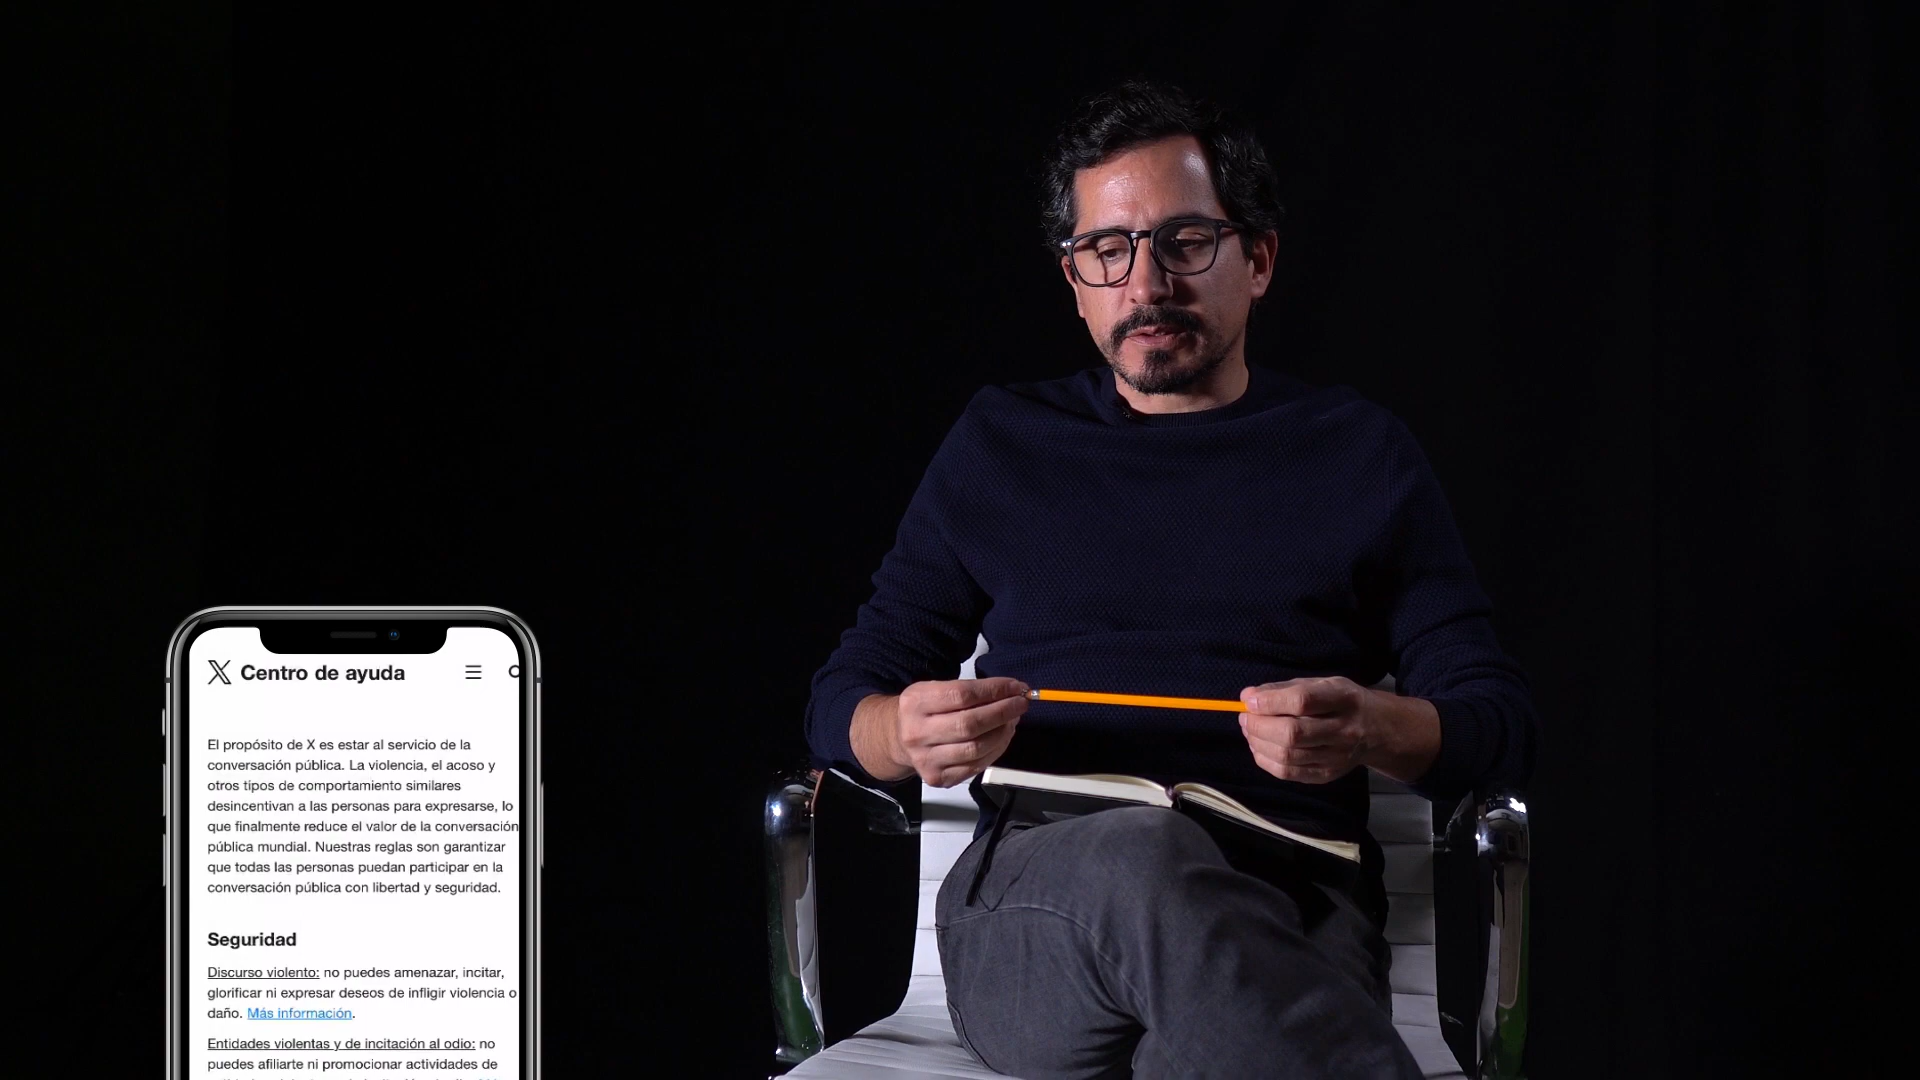 X Centro de ayuda
El propósito de X es estar al servicio de la
conversación pública. La violencia, el acoso y
otros tipos de comportamiento similares
desincentivan a las personas para expresarse, lo
que finalmente reduce el valor de la conversación
pública mundial. Nuestras reglas son garantizar
que todas las personas puedan participar en la
conversación pública con libertad y seguridad.
Seguridad
Discurso violento: no puedes amenazar, incitar,
glorificar ni expresar deseos de infligir violencia o
daño. Más información.
Entidades violentas y de incitación al odio: no
puedes afiliarte ni promocionar actividades de